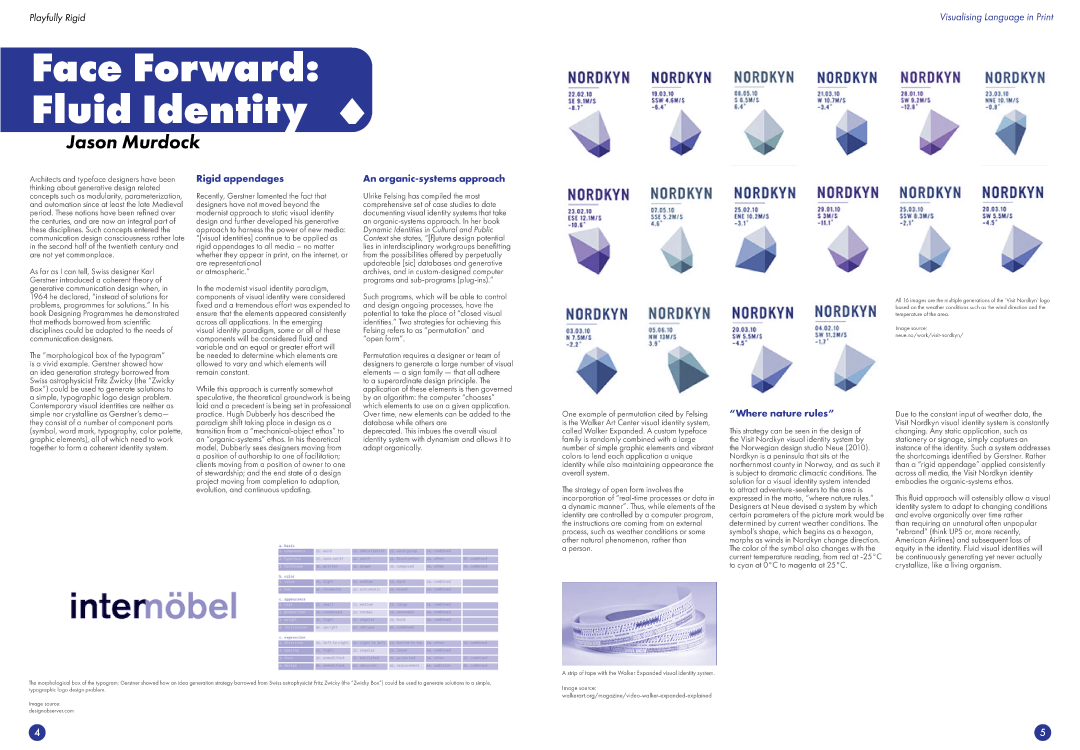 Playfully Rigid
Visualising Language in Print
Face Forward:
Fluid Identity
Jason Murdock
Architects and typeface designers have been
thinking about generative design related
concepts such as modularity, parameterization,
and automation since at least the late Medieval
period. These notions have been refined over
the centuries, and are now an integral part of
these disciplines. Such concepts entered the
communication design consciousness rather late
in the second half of the twentieth century and
are not yet commonplace.
As far as I can tell, Swiss designer Karl
Gerstner introduced a coherent theory of
generative communication design when, in
1964 he declared, "instead of solutions for
problems, programmes for solutions." In his
book Designing Programmes he demonstrated
that methods borrowed from scientific
disciplines could be adapted to the needs of
communication designers.
The "morphological box of the typogram"
is a vivid example. Gerstner showed how
an idea generation strategy borrowed from
Swiss astrophysicist Fritz Zwicky (the "Zwicky
Box") could be used to generate solutions to
a simple, typographic logo design problem.
Contemporary visual identities are neither as
simple nor crystalline as Gerstner's demo—
they consist of a number of component parts
(symbol, word mark, typography, color palette,
graphic elements), all of which need to work
together to form a coherent identity system.
Rigid appendages
Recently, Gerstner lamented the fact that
designers have not moved beyond the
modernist approach to static visual identity
design and further developed his generative
approach to harness the power of new media:
"[visual identities] continue to be applied as
rigid appendages to all media – no matter
whether they appear in print, on the internet, or
are representational
or atmospheric."
In the modernist visual identity paradigm,
components of visual identity were considered
fixed and a tremendous effort was expended to
ensure that the elements appeared consistently
across all applications. In the emerging
visual identity paradigm, some or all of these
components will be considered fluid and
variable and an equal or greater effort will
be needed to determine which elements are
allowed to vary and which elements will
remain constant.
While this approach is currently somewhat
speculative, the theoretical groundwork is being
laid and a precedent is being set in professional
practice. Hugh Dubberly has described the
paradigm shift taking place in design as a
transition from a "mechanical-object ethos" to
an "organic-systems" ethos. In his theoretical
model, Dubberly sees designers moving from
a position of authorship to one of facilitation;
clients moving from a position of owner to one
of stewardship; and the end state of a design
project moving from completion to adaption,
evolution, and continuous updating.
An organic-systems approach
Ulrike Felsing has compiled the most
comprehensive set of case studies to date
documenting visual identity systems that take
an organic-systems approach. In her book
Dynamic Identities in Cultural and Public
Context she states, "[f]uture design potential
lies in interdisciplinary workgroups benefitting
from the possibilities offered by perpetually
updateable [sic] databases and generative
archives, and in custom-designed computer
programs and sub-programs (plug-ins)."
Such programs, which will be able to control
and design ongoing processes, have the
potential to take the place of "closed visual
identities." Two strategies for achieving this
Felsing refers to as "permutation" and
"open form".
Permutation requires a designer or team of
designers to generate a large number of visual
elements — a sign family — that all adhere
to a superordinate design principle. The
application of these elements is then governed
by an algorithm: the computer "chooses"
which elements to use on a given application.
Over time, new elements can be added to the
database while others are
deprecated. This imbues the overall visual
identity system with dynamism and allows it to
adapt organically.
intermöbel
The morphological box of the typogram: Gerstner showed how an idea generation strategy borrowed from Swiss astrophysicist Fritz Zwicky (the "Zwicky Box") could be used to generate solutions to a simple,
typographic logo design problem.
Image source:
designobserver.com
4
NORDKYN
22.02.10
SE 9.1M/S
-8.7°
NORDKYN
19.03.10
SSW 4.6M/S
-0.4°
NORDKYN
08.05.10
S 0.5M/S
6.4°
NORDKYN
21.03.10
W 10.7M/S
-3.8°
NORDKYN
28.01.10
SW 9.2M/S
-12.8°
NORDKYN
23.03.10
NNE 10.1M/S
-0.8°
NORDKYN
23.02.10
ESE 12.1M/S
-10.6°
NORDKYN
07.05.10
SSE 5.2M/S
4.6°
NORDKYN
25.02.10
ENE 10.2M/S
-3.1°
NORDKYN
29.01.10
S 3M/S
-11.1°
NORDKYN
25.03.10
SSW 8.3M/S
-2.1°
NORDKYN
20.03.10
SW 5.5M/S
-4.5°
All 16 images are the multiple generations of the 'Visit Nordkyn' logo
based on the weather conditions such as the wind direction and the
temperature of the area.
Image source:
neue.no/work/visit-nordkyn/
NORDKYN
03.03.10
N 7.5M/S
-2.2°
NORDKYN
05.06.10
NW 13M/S
3.9°
NORDKYN
20.03.10
SW 5.5M/S
-4.5°
NORDKYN
04.02.10
SW 11.2M/S
-1.7°
One example of permutation cited by Felsing
is the Walker Art Center visual identity system,
called Walker Expanded. A custom typeface
family is randomly combined with a large
number of simple graphic elements and vibrant
colors to lend each application a unique
identity while also maintaining appearance the
overall system.
The strategy of open form involves the
incorporation of "real-time processes or data in
a dynamic manner". Thus, while elements of the
identity are controlled by a computer program,
the instructions are coming from an external
process, such as weather conditions or some
other natural phenomenon, rather than
a person.
A strip of tape with the Walker Expanded visual identity system.
Image source:
walkerart.org/magazine/video-walker-expanded-explained
"Where nature rules"
This strategy can be seen in the design of
the Visit Nordkyn visual identity system by
the Norwegian design studio Neue (2010).
Nordkyn is a peninsula that sits at the
northernmost county in Norway, and as such it
is subject to dramatic climactic conditions. The
solution for a visual identity system intended
to attract adventure-seekers to the area is
expressed in the motto, "where nature rules."
Designers at Neue devised a system by which
certain parameters of the picture mark would be
determined by current weather conditions. The
symbol's shape, which begins as a hexagon,
morphs as winds in Nordkyn change direction.
The color of the symbol also changes with the
current temperature reading, from red at -25°C
to cyan at 0°C to magenta at 25°C.
Due to the constant input of weather data, the
Visit Nordkyn visual identity system is constantly
changing. Any static application, such as
stationery or signage, simply captures an
instance of the identity. Such a system addresses
the shortcomings identified by Gerstner. Rather
than a "rigid appendage" applied consistently
across all media, the Visit Nordkyn identity
embodies the organic-systems ethos.
This fluid approach will ostensibly allow a visual
identity system to adapt to changing conditions
and evolve organically over time rather
than requiring an unnatural often unpopular
"rebrand" (think UPS or, more recently,
American Airlines) and subsequent loss of
equity in the identity. Fluid visual identities will
be continuously generating yet never actually
crystallize, like a living organism.
5